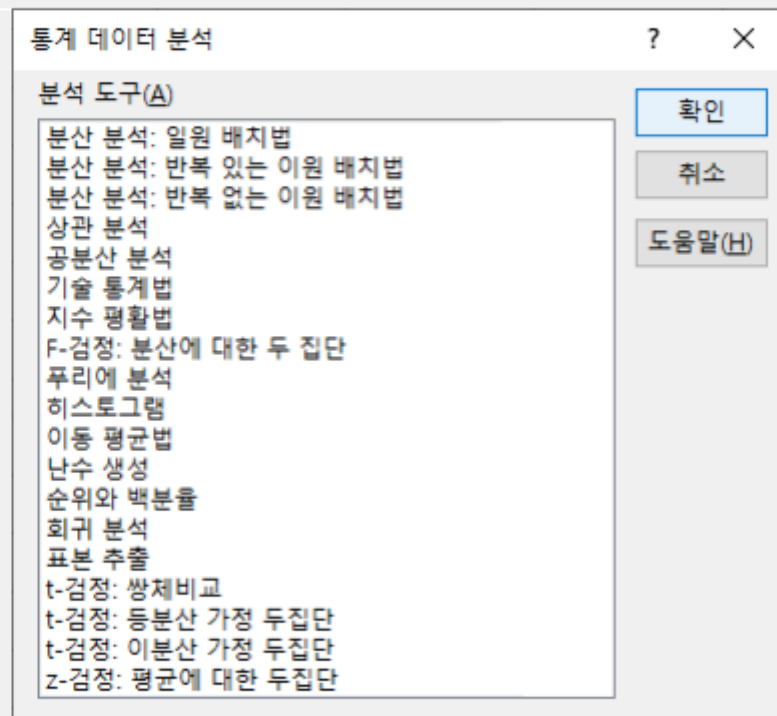 통계 데이터 분석
분석 도구(A)
분산 분석: 일원 배치법
분산 분석: 반복 있는 이원 배치법
분산 분석: 반복 없는 이원 배치법
상관 분석
공분산 분석
기술 통계법
지수 평활법
F-검정: 분산에 대한 두 집단
푸리에 분석
히스토그램
이동 평균법
난수 생성
순위와 백분율
회귀 분석
표본 추출
t-검정: 쌍체비교
t-검정: 등분산 가정 두집단
t-검정: 이분산 가정 두집단
z-검정: 평균에 대한 두집단
확인
취소
도움말(H)